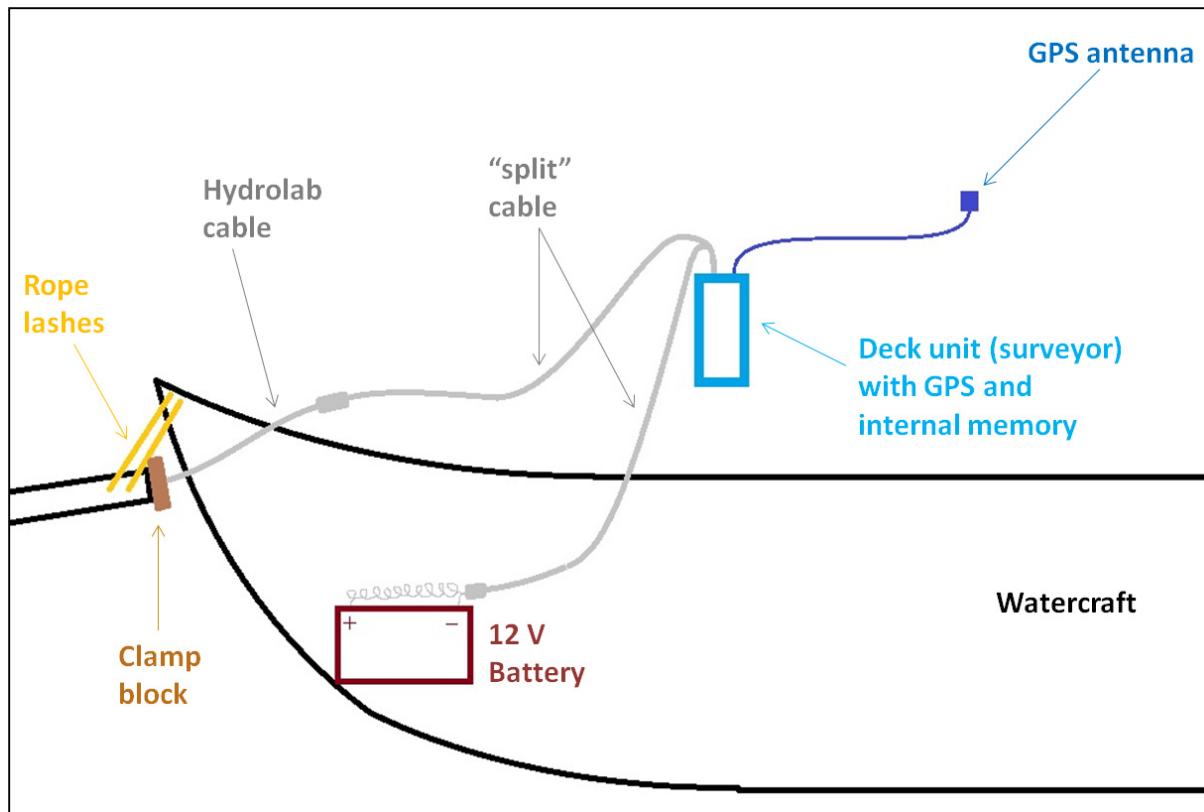 GPS antenna
“split”
cable
Hydrolab
cable
Rope
lashes
Deck unit (surveyor)
with GPS and
internal memory
Watercraft
+ −
12 V
Battery
Clamp
block